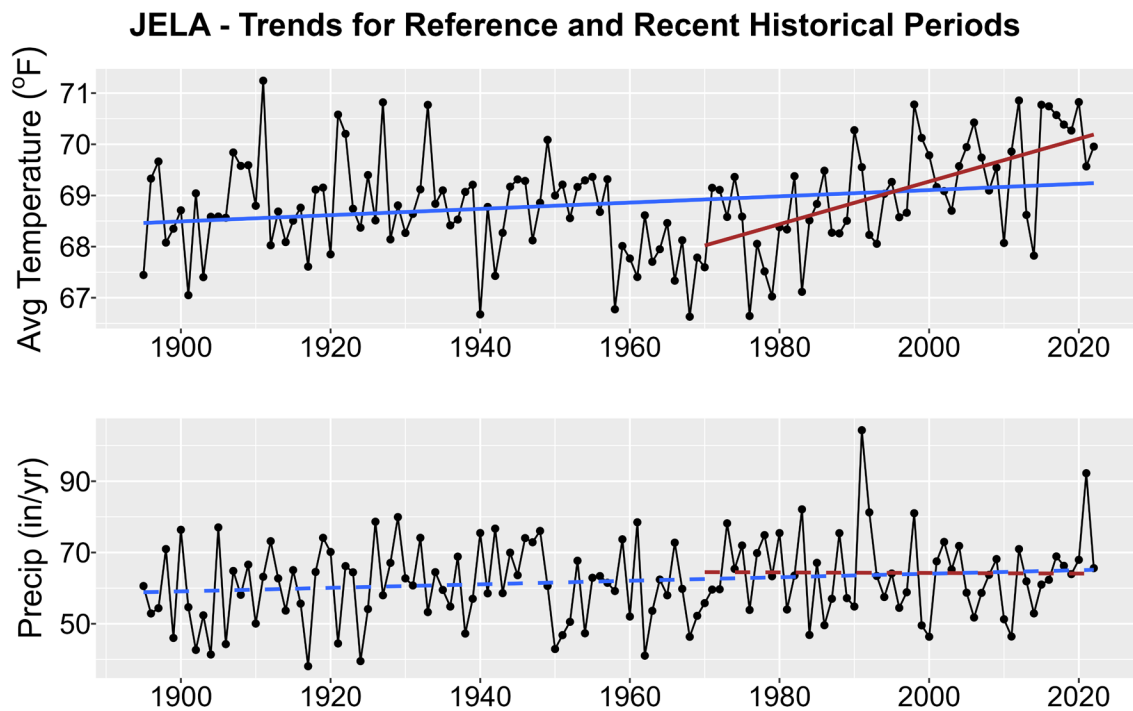 JELA - Trends for Reference and Recent Historical Periods
Avg Temperature (°F)
71
70
69
68
67
1900 1920 1940 1960 1980 2000 2020
Precip (in/yr)
90
70
50
1900 1920 1940 1960 1980 2000 2020